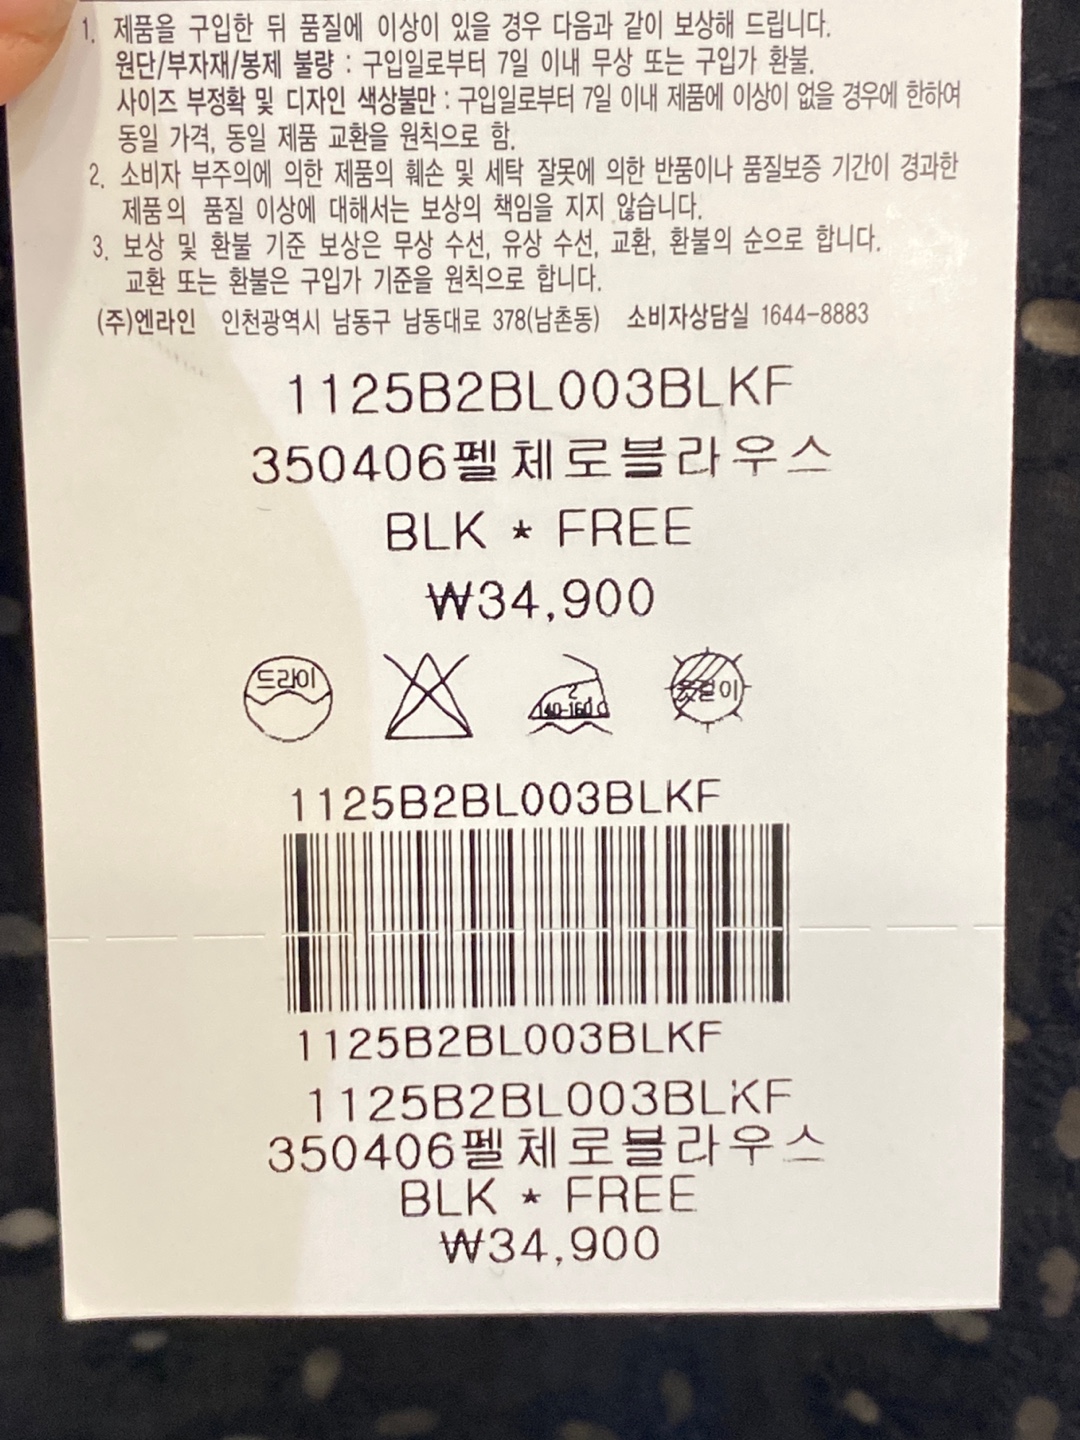 1. 제품을 구입한 뒤 품질에 이상이 있을 경우 다음과 같이 보상해 드립니다.
원단/부자재/봉제 불량 : 구입일로부터 7일 이내 무상 또는 구입가 환불.
사이즈 부정확 및 디자인 색상불만 : 구입일로부터 7일 이내 제품에 이상이 없을 경우에 한하여
동일 가격, 동일 제품 교환을 원칙으로 함.
2. 소비자 부주의에 의한 제품의 훼손 및 세탁 잘못에 의한 반품이나 품질보증 기간이 경과한
제품의 품질 이상에 대해서는 보상의 책임을 지지 않습니다.
3. 보상 및 환불 기준 보상은 무상 수선, 유상 수선, 교환, 환불의 순으로 합니다.
교환 또는 환불은 구입가 기준을 원칙으로 합니다.
(주)엔라인 인천광역시 남동구 남동대로 378(남촌동) 소비자상담실 1644-8883
1125B2BL003BLKF
350406펠체로블라우스
BLK * FREE
₩34,900
드라이
2
140-160℃
옷걸이
1125B2BL003BLKF
1125B2BL003BLKF
1125B2BL003BLKF
350406펠체로블라우스
BLK * FREE
₩34,900